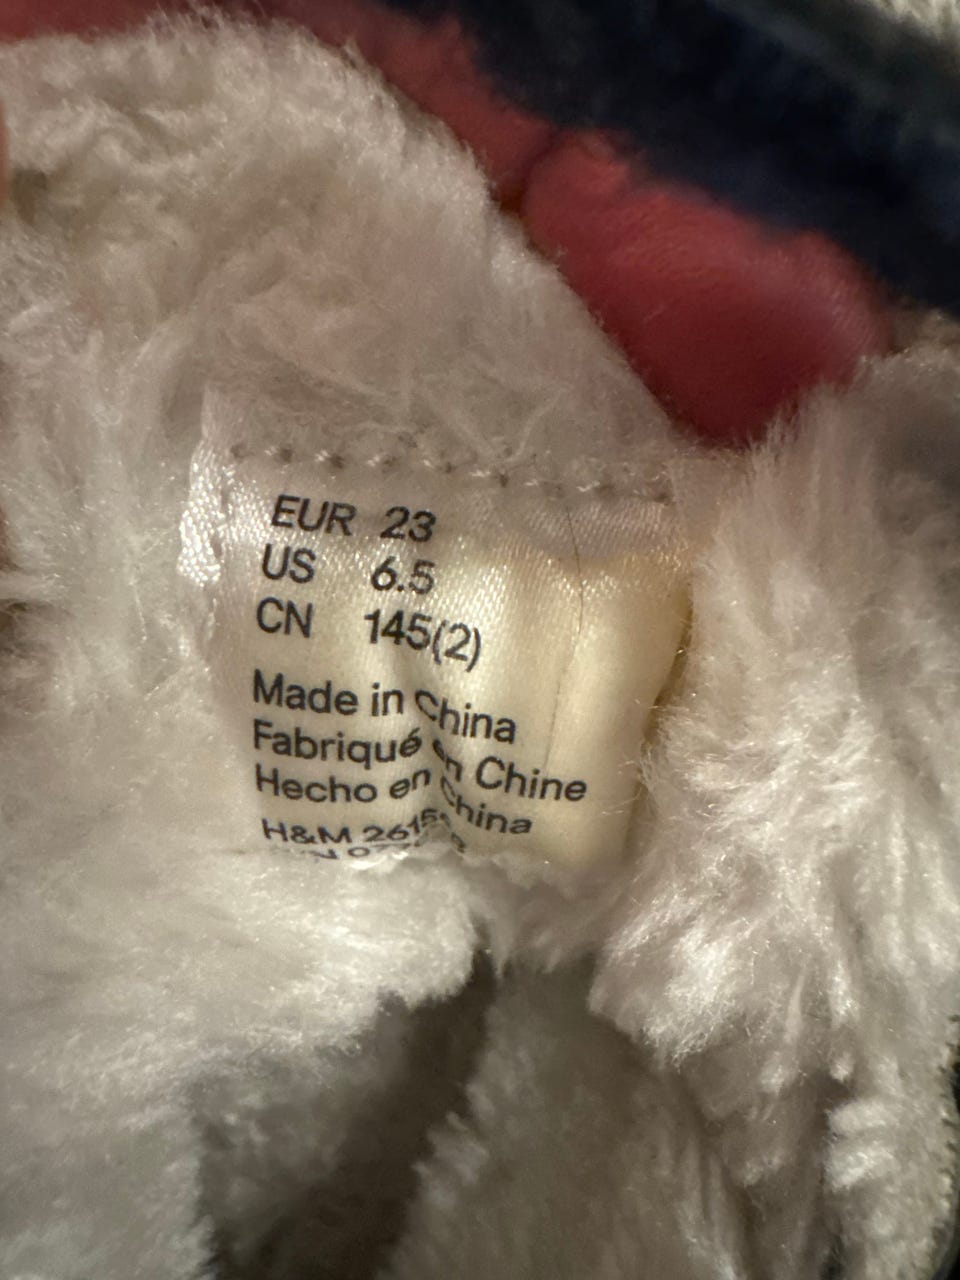 EUR 23
US 6.5
CN 145(2)
Made in China
Fabriqué en Chine
Hecho en China
H&M